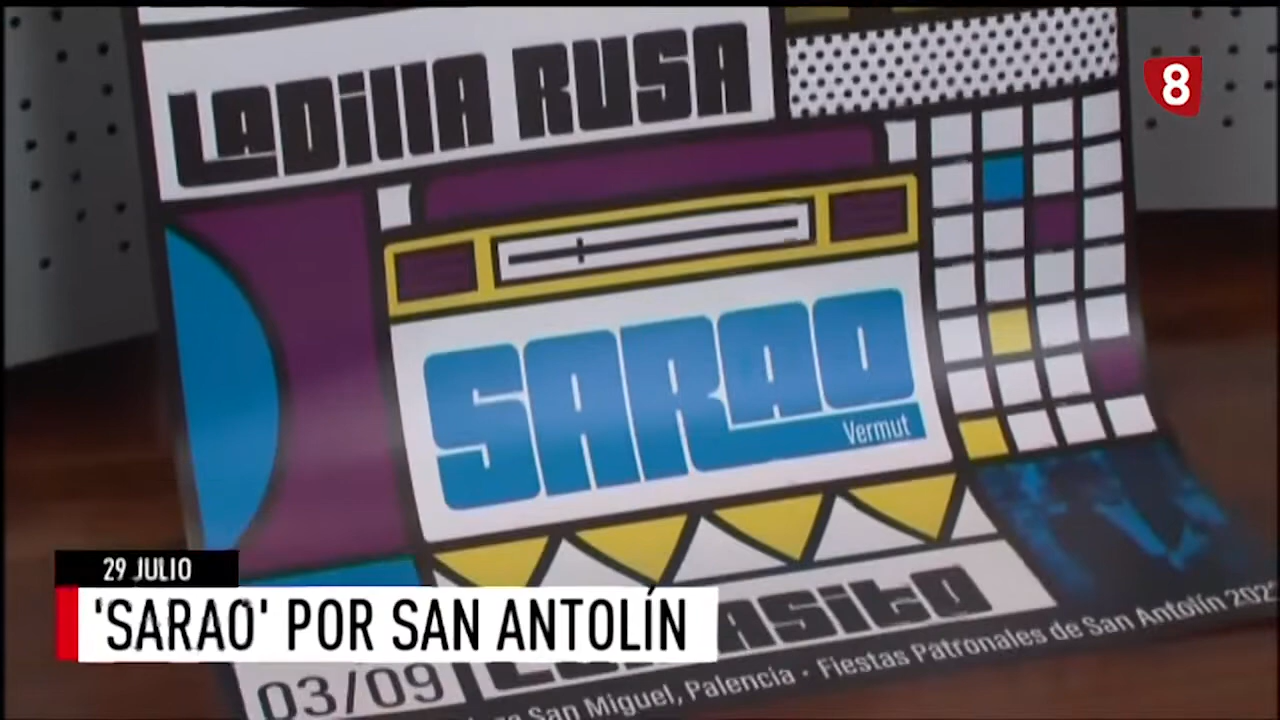 LADILLA RUSA
8
SARAO
Vermut
29 JULIO
'SARAO' POR SAN ANTOLÍN
03/09
San Miguel, Palencia · Fiestas Patronales de San Antolín 2022